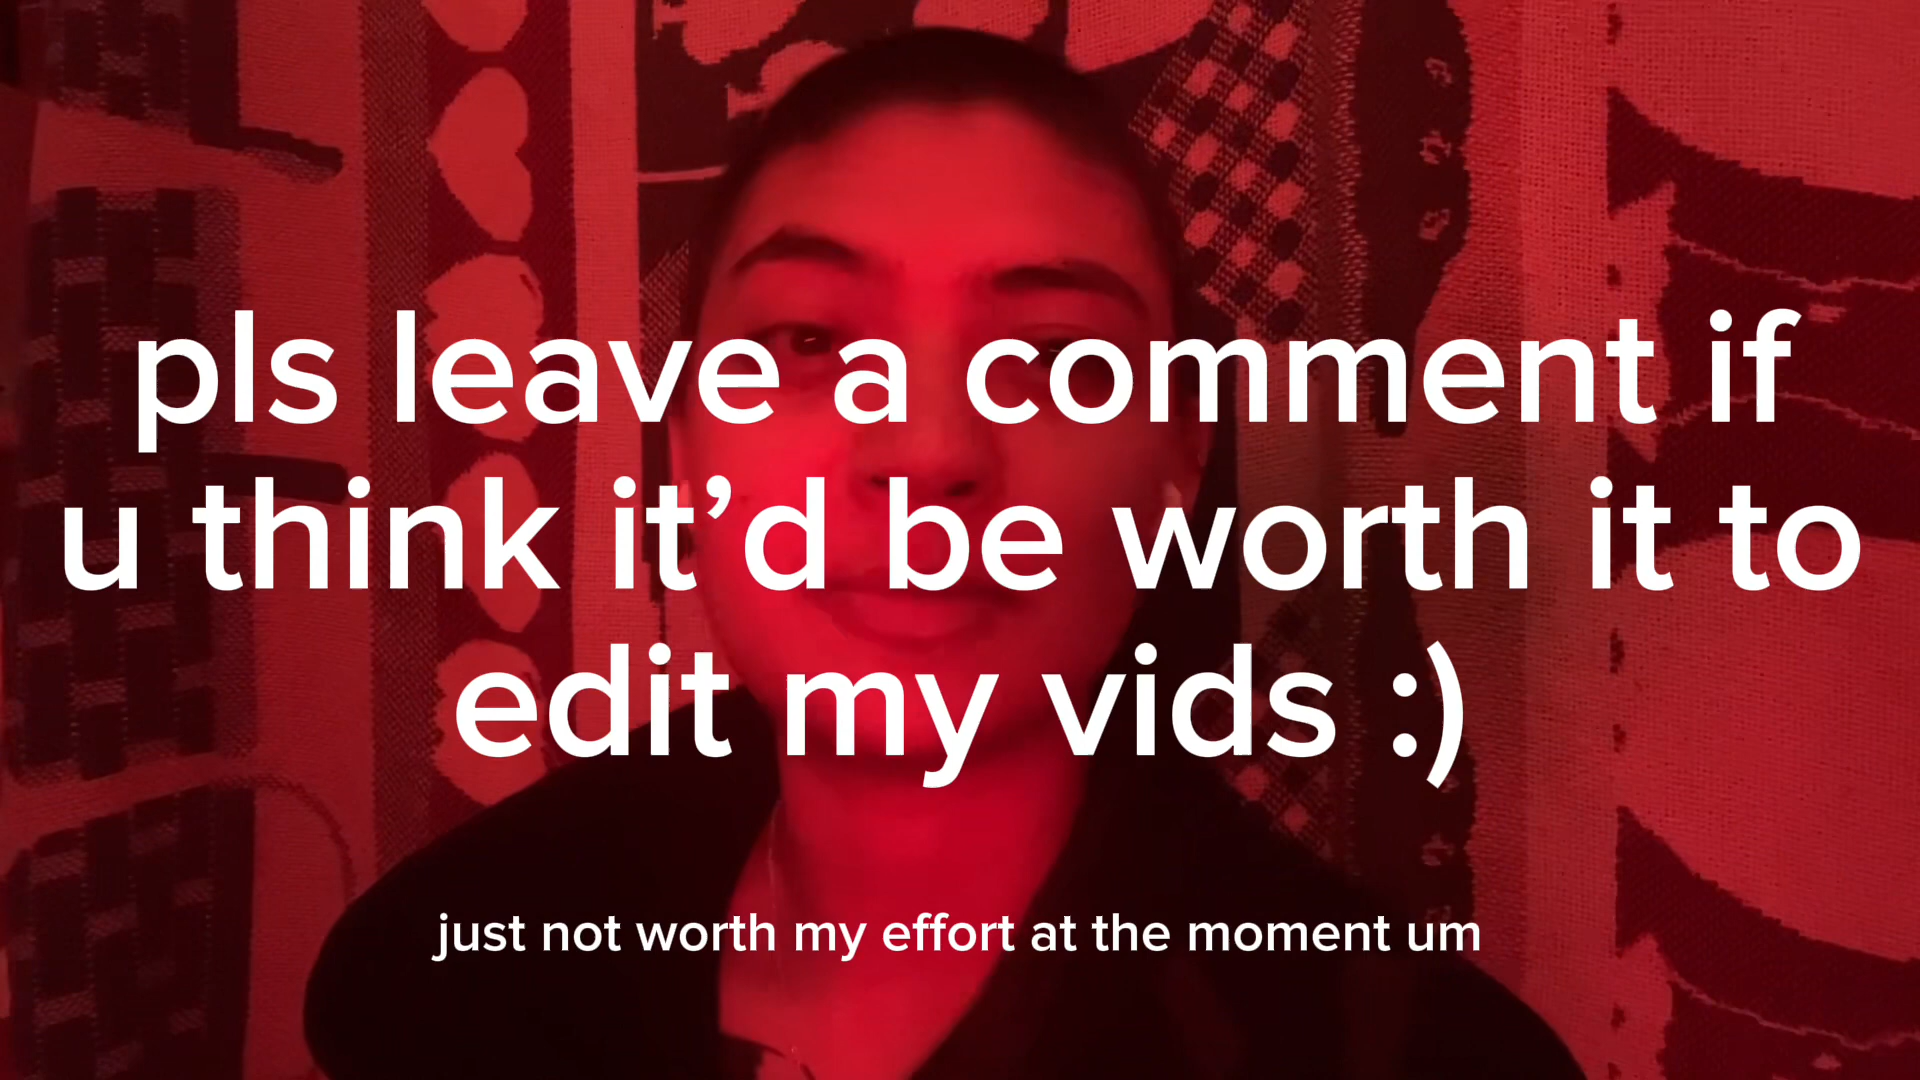 pls leave a comment if
u think it’d be worth it to
edit my vids :)
just not worth my effort at the moment um